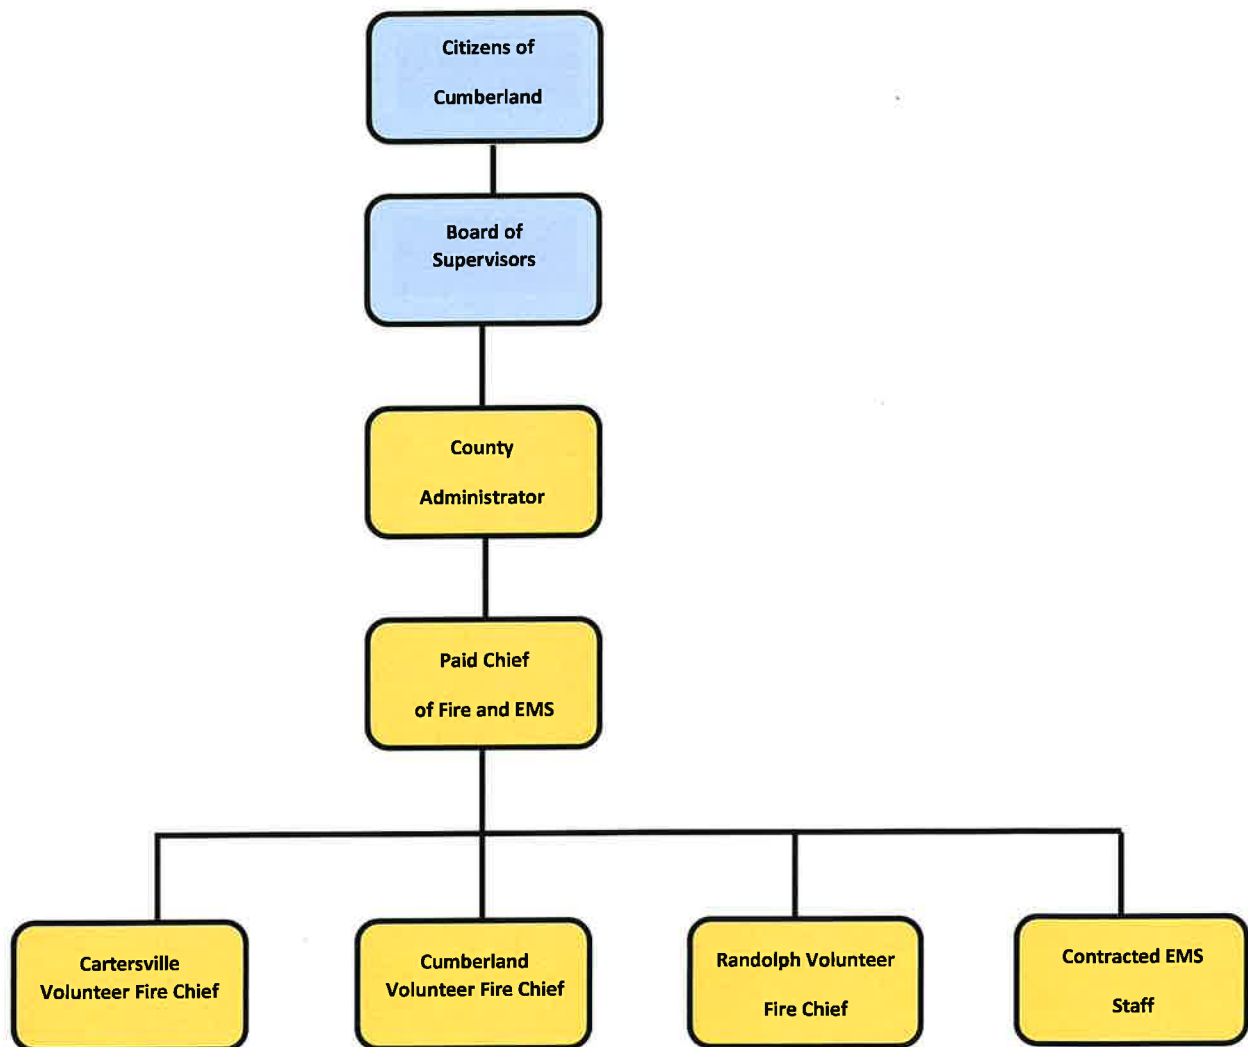 Citizens of
Cumberland
Board of
Supervisors
County
Administrator
Paid Chief
of Fire and EMS
Cartersville
Volunteer Fire Chief
Cumberland
Volunteer Fire Chief
Randolph Volunteer
Fire Chief
Contracted EMS
Staff